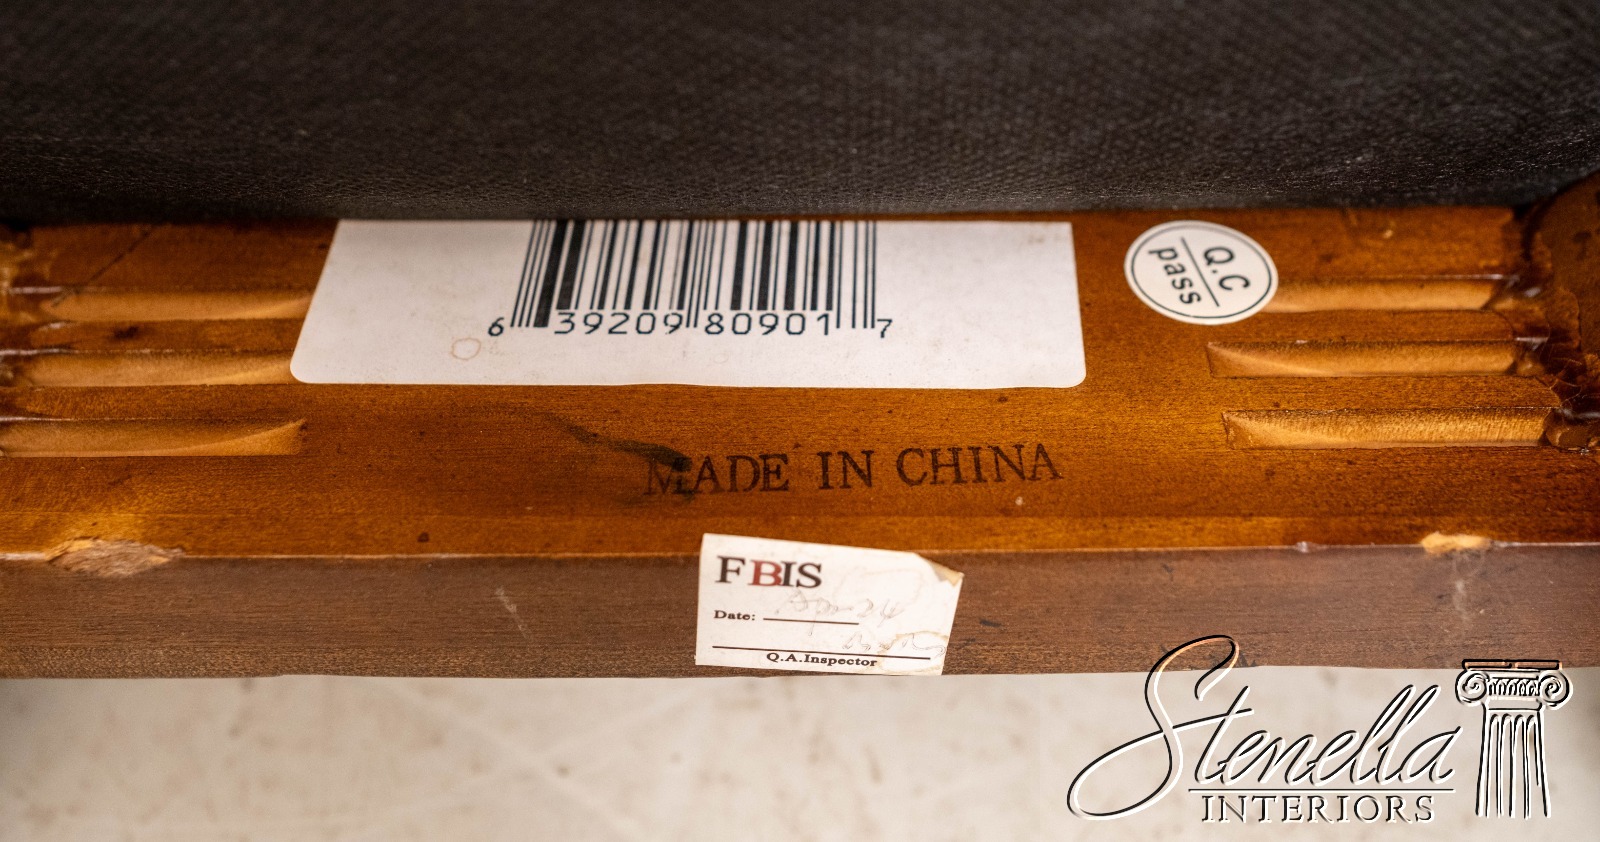 6 39209 80901 7
Q.C
pass
MADE IN CHINA
FBIS
Date:
Q.A.Inspector
Stenella
INTERIORS